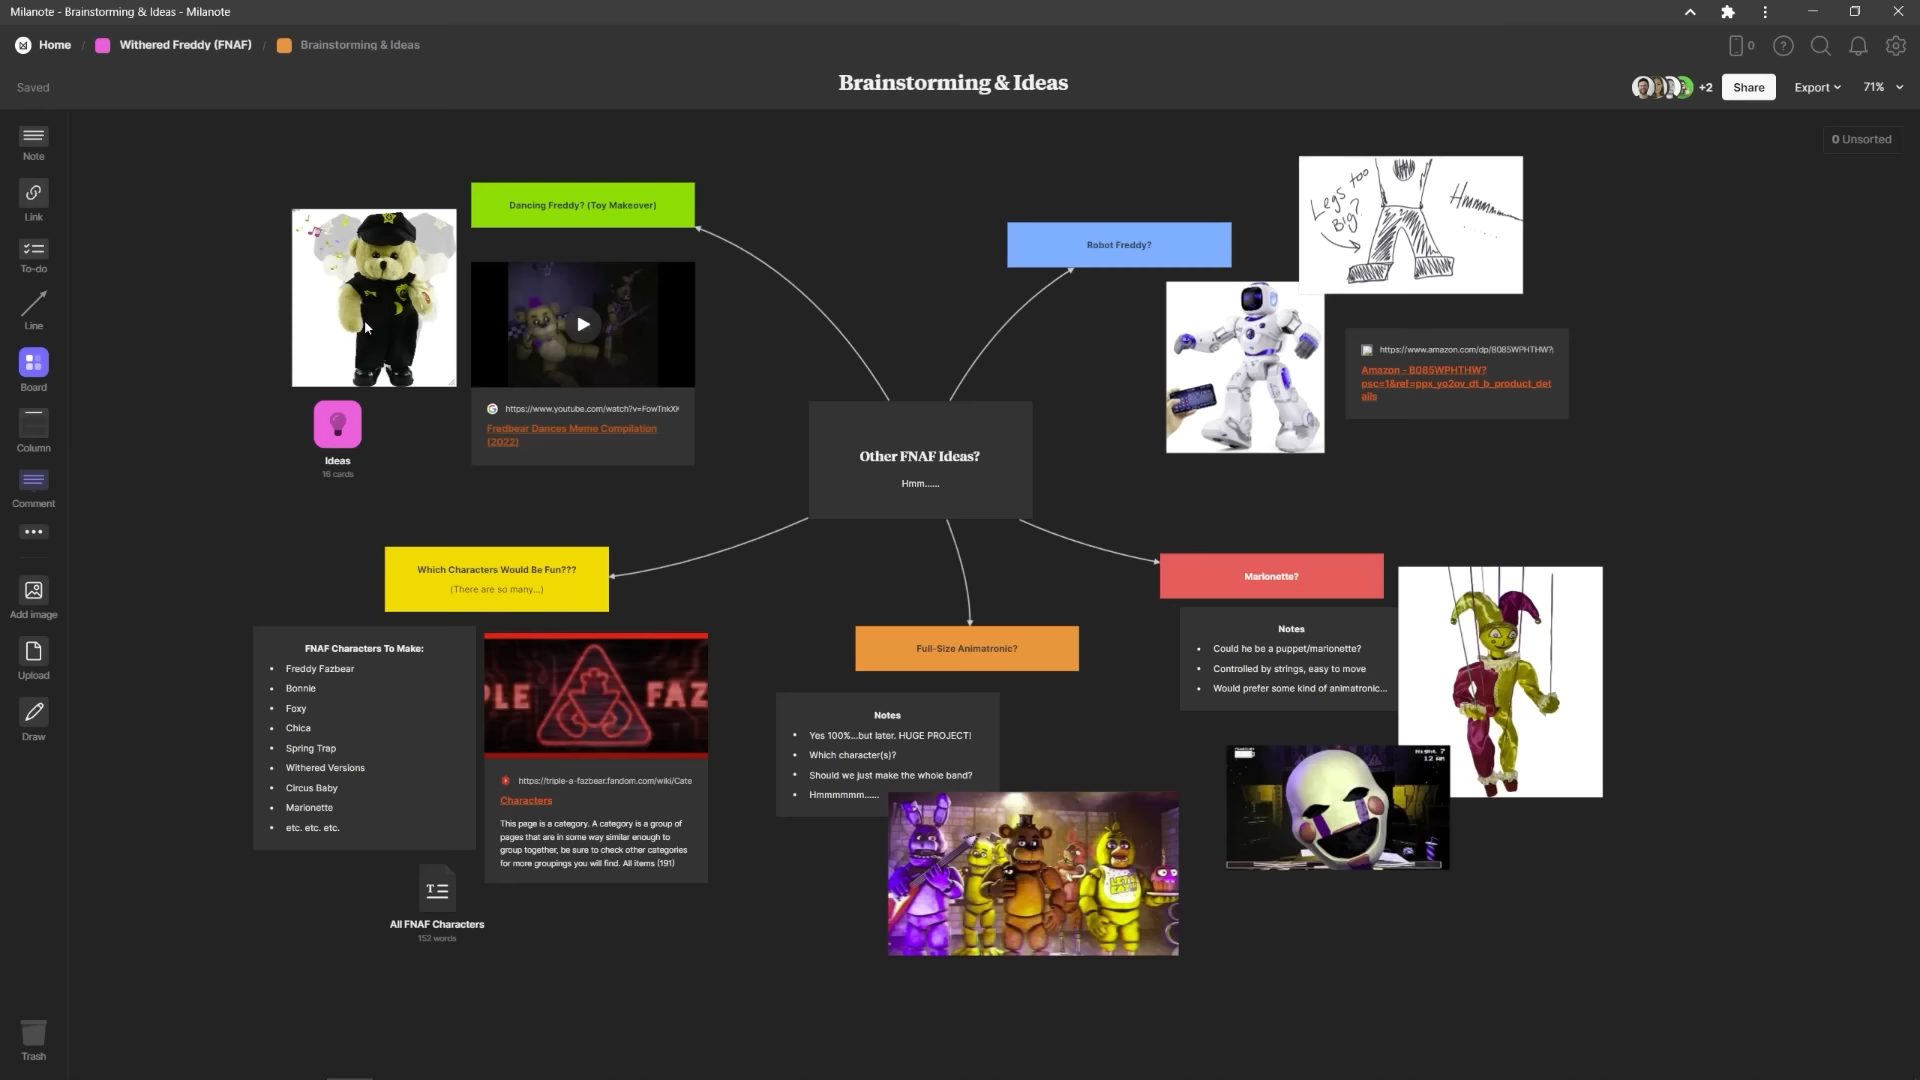 Milanote - Brainstorming & Ideas - Milanote
Home / Withered Freddy (FNAF) / Brainstorming & Ideas
0
Saved
Brainstorming & Ideas
+2
Share
Export
71%
0 Unsorted
Note
Link
To-do
Line
Board
Column
Comment
Add image
Upload
Draw
Trash
Dancing Freddy? (Toy Makeover)
https://www.youtube.com/watch?v=FowTnkX
Fredbear Dances Meme Compilation
(2022)
Ideas
16 cards
Robot Freddy?
Legs too
Big?
Hmmmm
https://www.amazon.com/dp/B085WPHTHW?
Amazon - B085WPHTHW?
psc=1&ref=ppx_yo2ov_dt_b_product_det
ails
Other FNAF Ideas?
Hmm......
Which Characters Would Be Fun???
(There are so many...)
FNAF Characters To Make:
• Freddy Fazbear
• Bonnie
• Foxy
• Chica
• Spring Trap
• Withered Versions
• Circus Baby
• Marionette
• etc. etc. etc.
PLE FAZ
https://triple-a-fazbear.fandom.com/wiki/Cate
Characters
This page is a category. A category is a group of
pages that are in some way similar enough to
group together, be sure to check other categories
for more groupings you will find. All items (191)
All FNAF Characters
152 words
Full-Size Animatronic?
Notes
• Yes 100%...but later. HUGE PROJECT!
• Which character(s)?
• Should we just make the whole band?
• Hmmmmmm......
Marionette?
Notes
• Could he be a puppet/marionette?
• Controlled by strings, easy to move
• Would prefer some kind of animatronic...
Night 7
12 AM